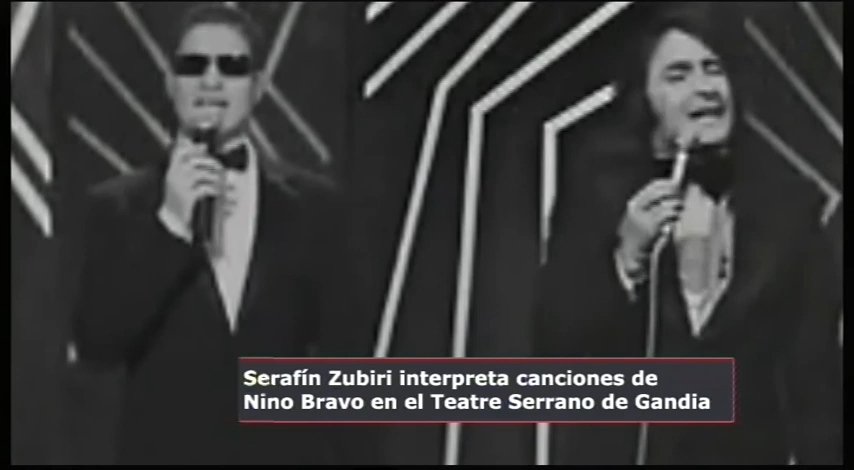 Serafín Zubiri interpreta canciones de
Nino Bravo en el Teatre Serrano de Gandia